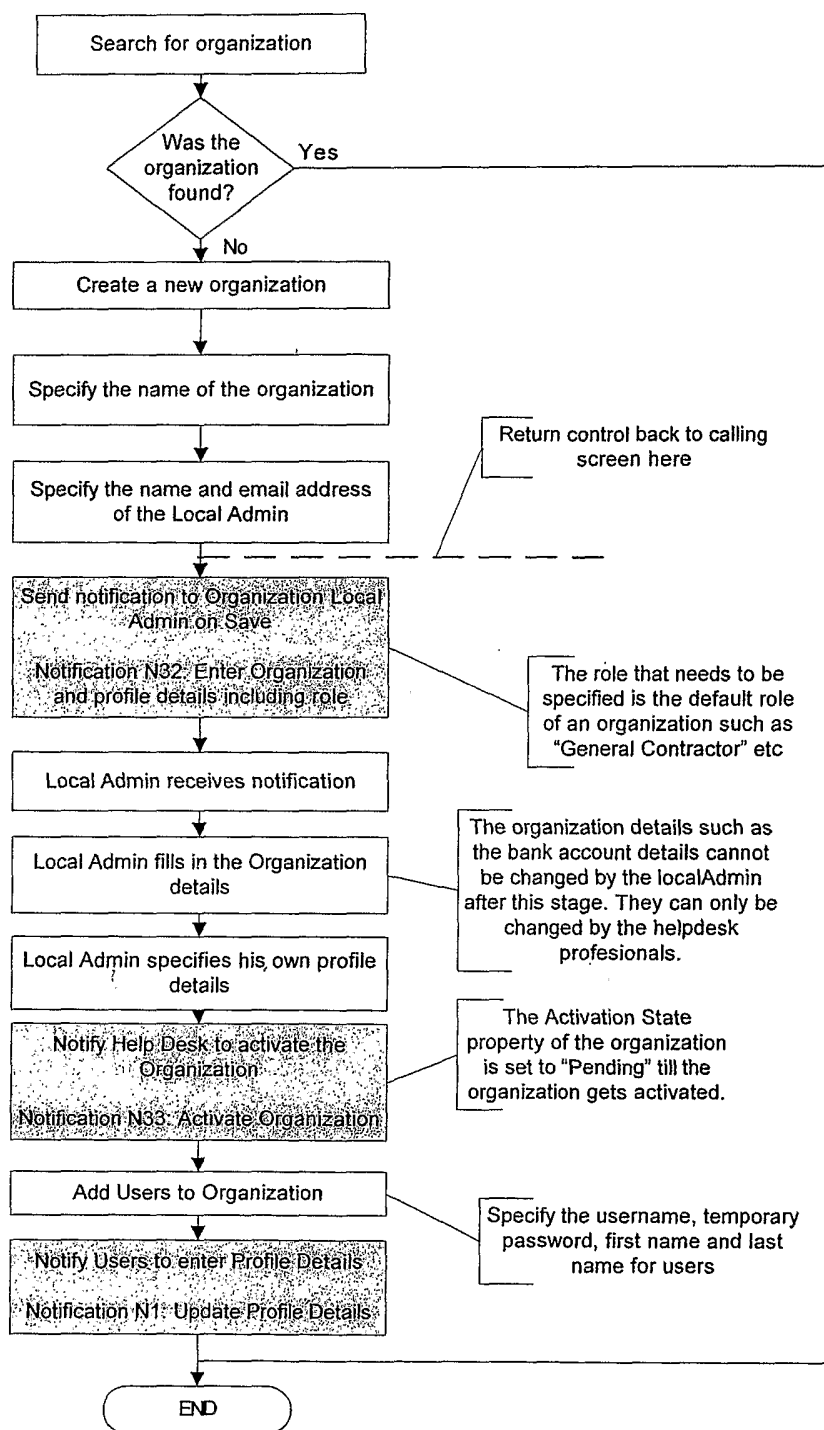 Search for organization
Was the
organization
found?
Yes
No
Create a new organization
Specify the name of the organization
Return control back to calling
screen here
Specify the name and email address
of the Local Admin
Send notification to Organization Local
Admin on Save
Notification N32: Enter Organization
and profile details including role
The role that needs to be
specified is the default role
of an organization such as
"General Contractor" etc
Local Admin receives notification
Local Admin fills in the Organization
details
The organization details such as
the bank account details cannot
be changed by the localAdmin
after this stage. They can only be
changed by the helpdesk
profesionals.
Local Admin specifies his own profile
details
Notify Help Desk to activate the
Organization
Notification N33: Activate Organization
The Activation State
property of the organization
is set to "Pending" till the
organization gets activated.
Add Users to Organization
Specify the username, temporary
password, first name and last
name for users
Notify Users to enter Profile Details
Notification N1: Update Profile Details
END